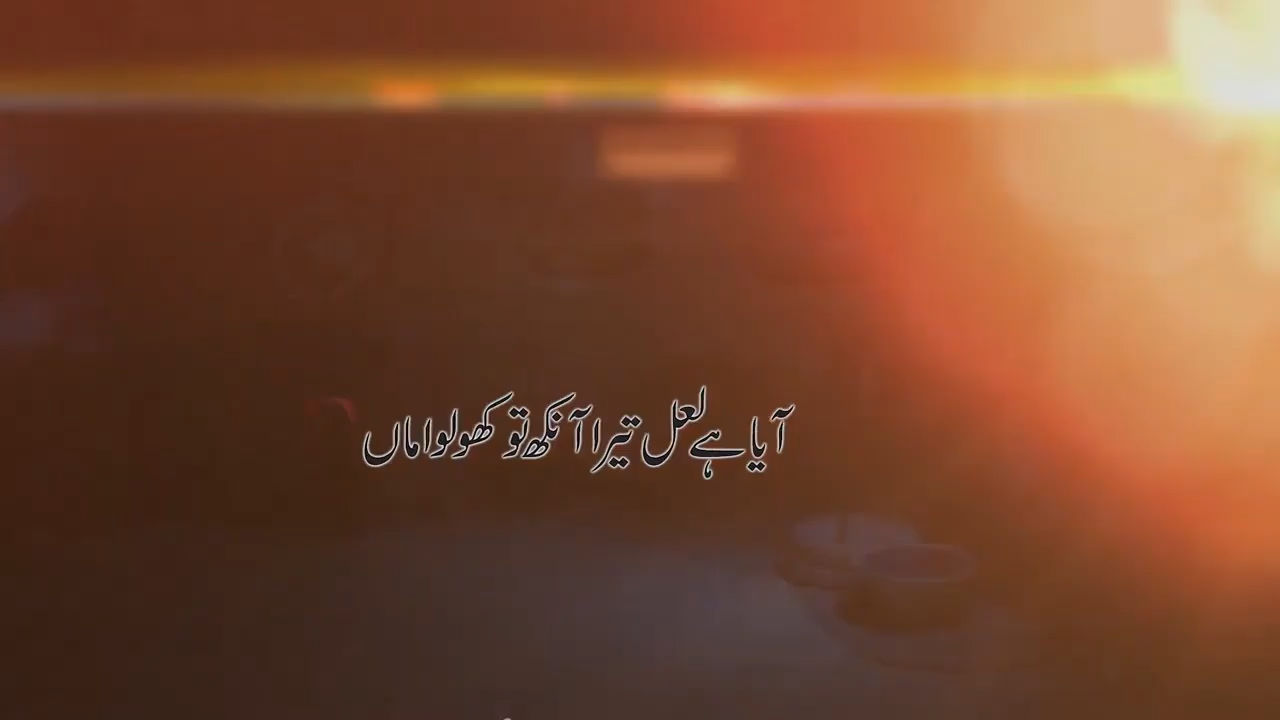 آیا ہے لعل تیرا آنکھ تو کھولو اماں